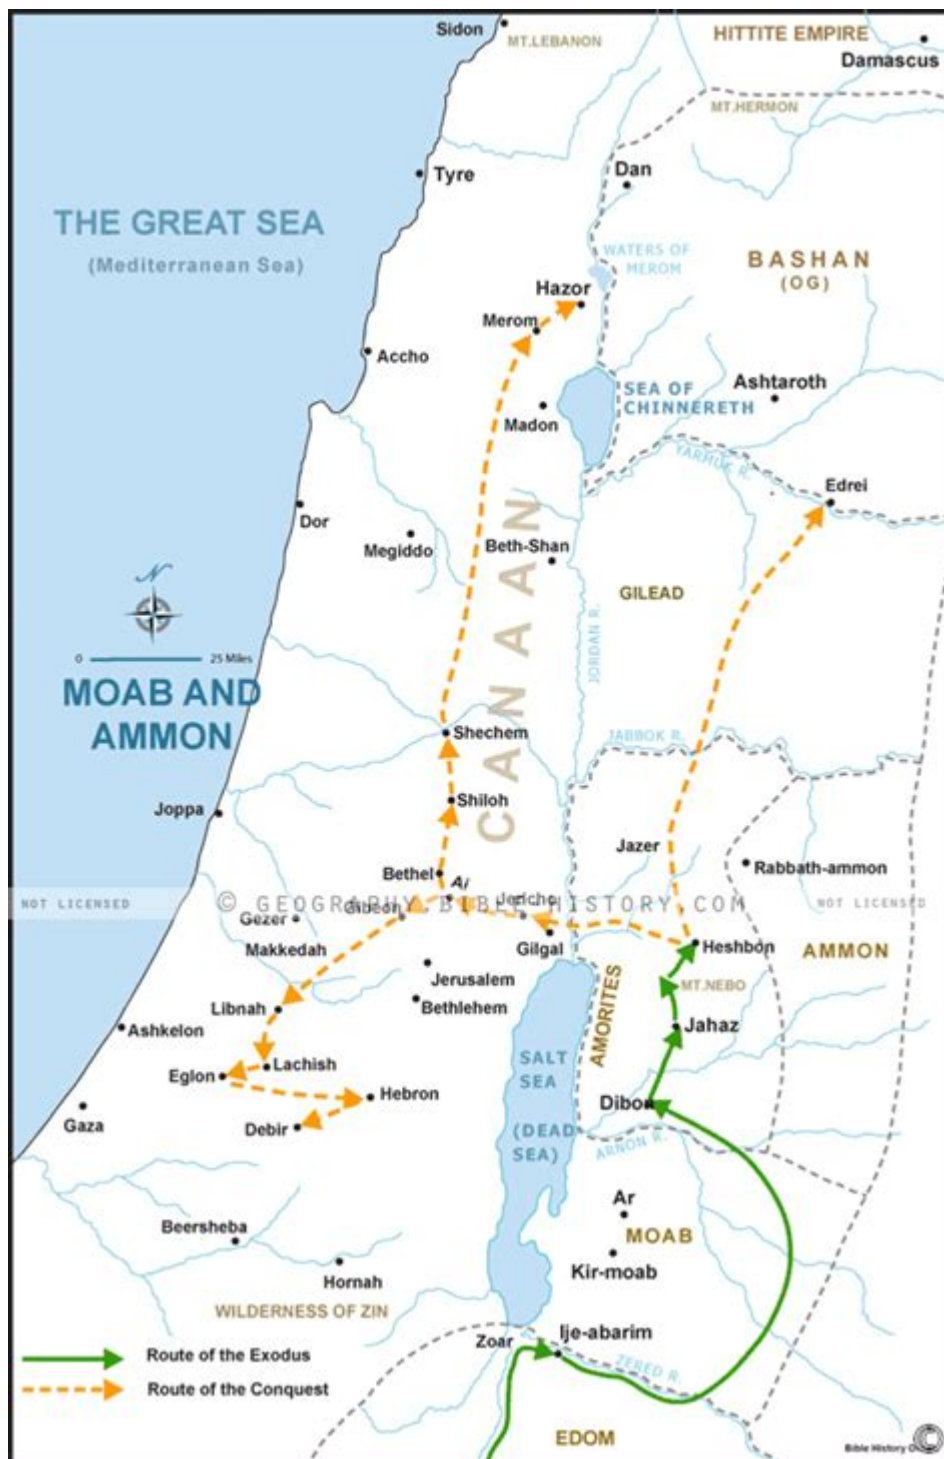 Sidon
MT.LEBANON
HITTITE EMPIRE
Damascus
MT.HERMON
Tyre
Dan
THE GREAT SEA
(Mediterranean Sea)
WATERS OF
MEROM
BASHAN
(OG)
Hazor
Merom
Accho
SEA OF
CHINNERETH
Ashtaroth
Madon
YARMUK R.
Edrei
Dor
Megiddo
Beth-Shan
CANAAN
GILEAD
JORDAN R.
N
0 25 Miles
MOAB AND
AMMON
Shechem
JABBOK R.
Shiloh
Joppa
Jazer
Rabbath-ammon
Bethel
Ai
NOT LICENSED
© GEOGRAPHY.BIBLE-HISTORY.COM
NOT LICENSED
Gibeon
Jericho
Gezer
Gilgal
Makkedah
Heshbon
AMMON
Jerusalem
MT.NEBO
Bethlehem
AMORITES
Libnah
Ashkelon
Jahaz
SALT
SEA
Lachish
Eglon
Hebron
Dibon
Gaza
Debir
(DEAD
SEA)
ARNON R.
Ar
MOAB
Beersheba
Kir-moab
Hornah
WILDERNESS OF ZIN
Zoar
Ije-abarim
ZERED R.
Route of the Exodus
Route of the Conquest
EDOM
Bible History
©